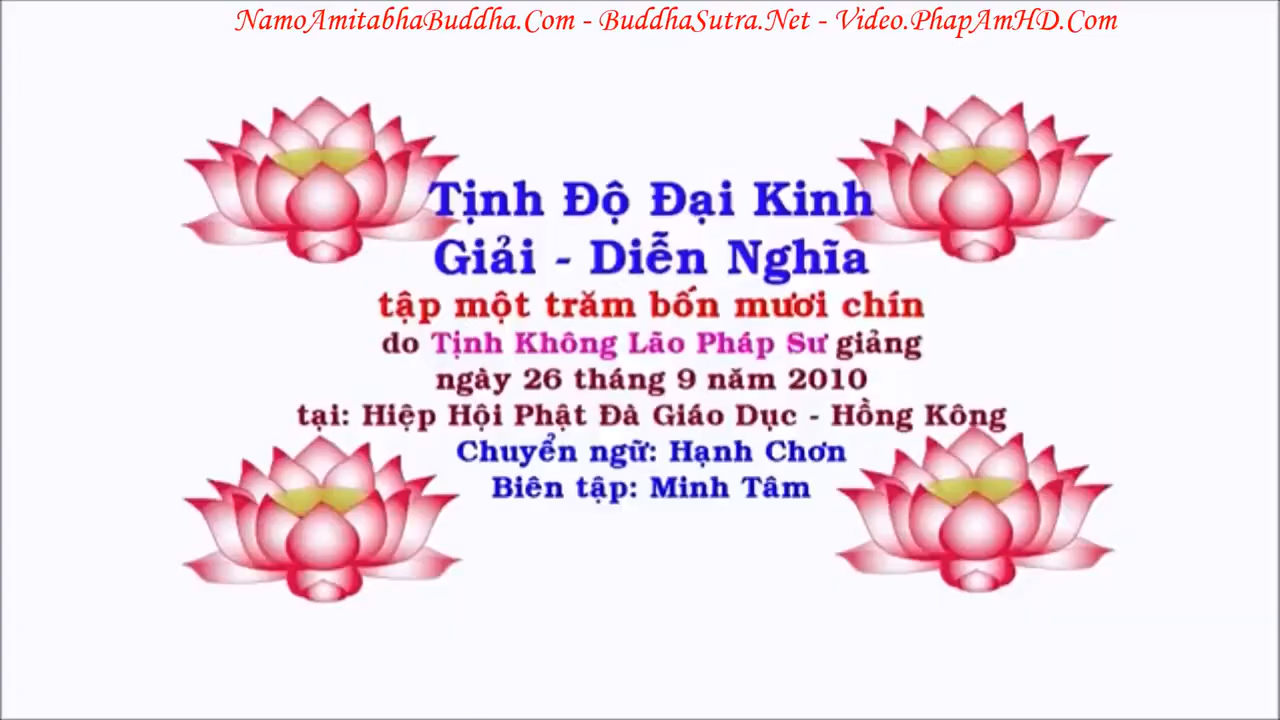 NamoAmitabhaBuddha.Com - BuddhaSutra.Net - Video.PhapAmHD.Com
Tịnh Độ Đại Kinh
Giải - Diễn Nghĩa
tập một trăm bốn mươi chín
do Tịnh Không Lão Pháp Sư giảng
ngày 26 tháng 9 năm 2010
tại: Hiệp Hội Phật Đà Giáo Dục - Hồng Kông
Chuyển ngữ: Hạnh Chơn
Biên tập: Minh Tâm